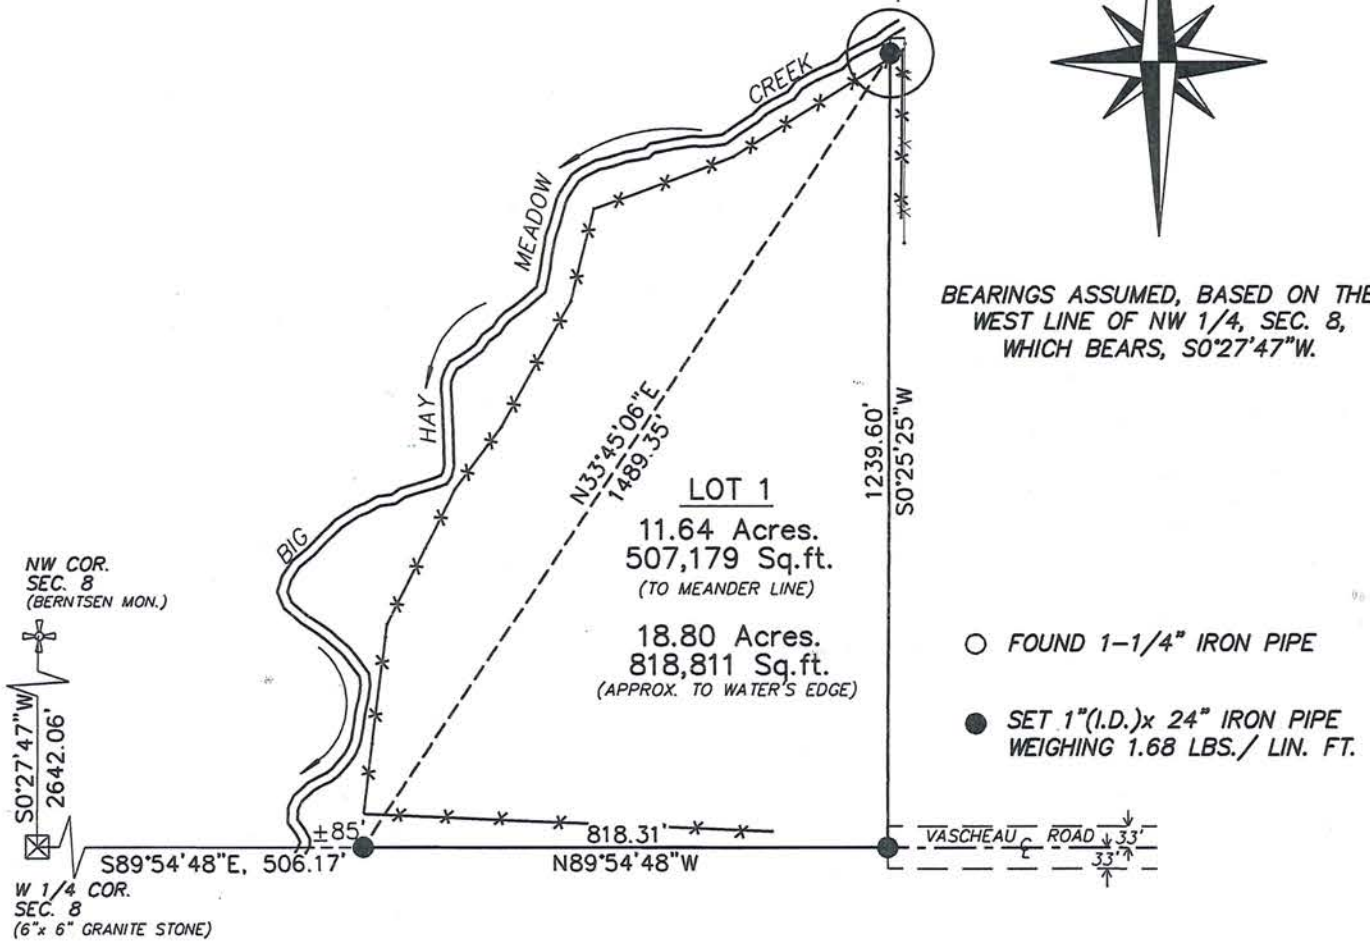 CREEK
MEADOW
HAY
BIG
BEARINGS ASSUMED, BASED ON THE
WEST LINE OF NW 1/4, SEC. 8,
WHICH BEARS, S0°27'47"W.
N33°45'06"E
1489.35'
1239.60'
S0°25'25"W
LOT 1
11.64 Acres.
507,179 Sq.ft.
(TO MEANDER LINE)
18.80 Acres.
818,811 Sq.ft.
(APPROX. TO WATER'S EDGE)
NW COR.
SEC. 8
(BERNTSEN MON.)
S0°27'47"W
2642.06'
FOUND 1-1/4" IRON PIPE
SET 1"(I.D.)x 24" IRON PIPE
WEIGHING 1.68 LBS./ LIN. FT.
±85'
818.31'
VASCHEAU ROAD 33'
33'
S89°54'48"E, 506.17'
N89°54'48"W
W 1/4 COR.
SEC. 8
(6"x 6" GRANITE STONE)